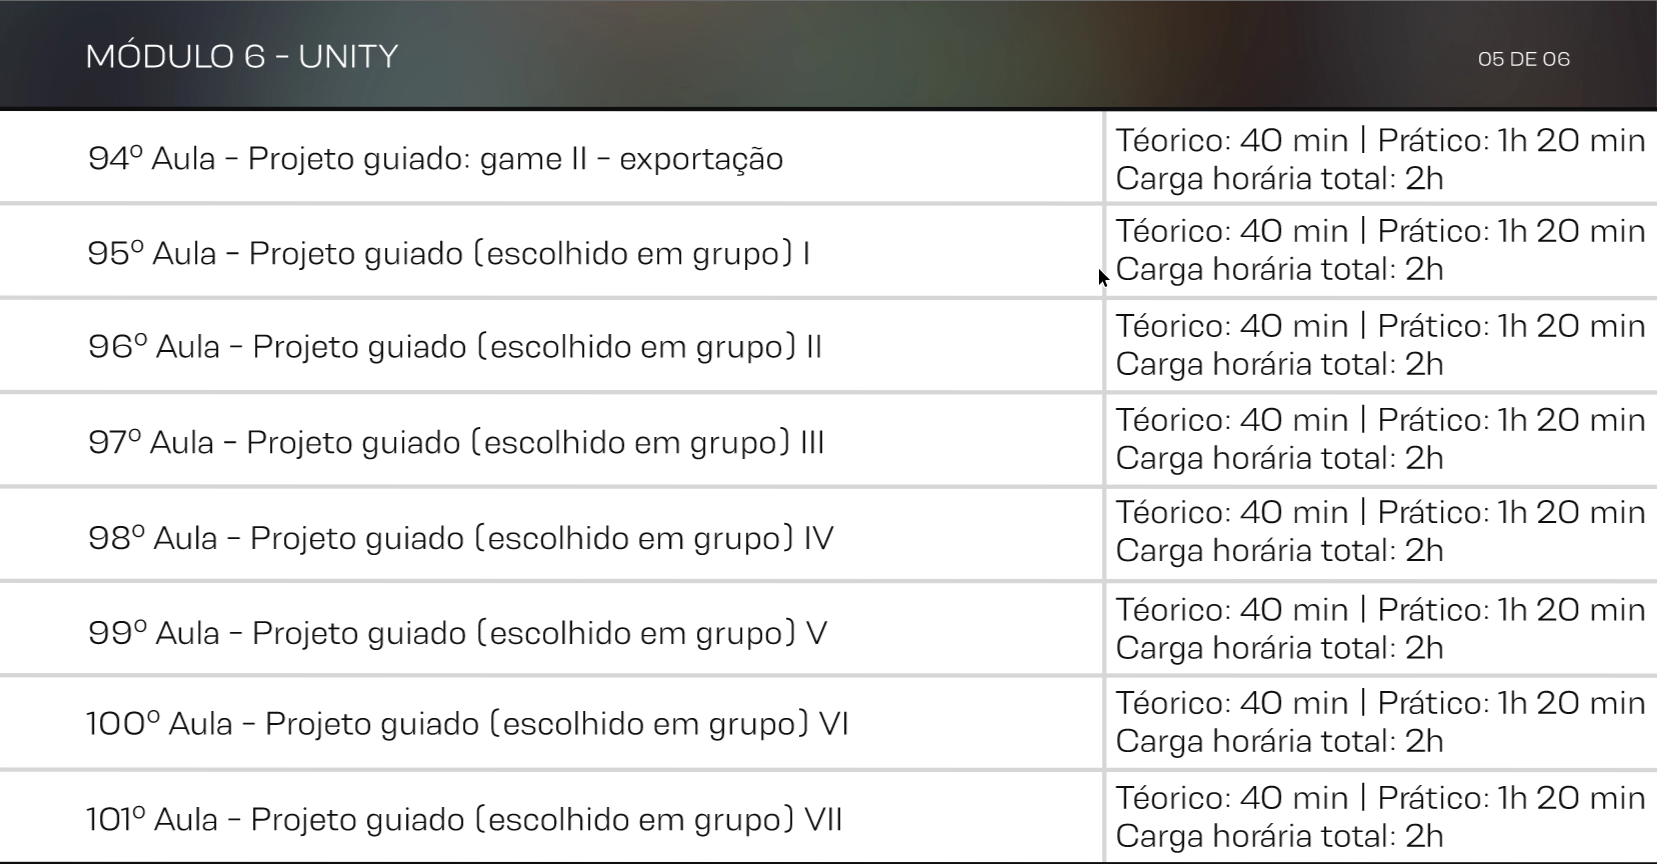 MÓDULO 6 - UNITY
05 DE 06
94º Aula - Projeto guiado: game II - exportação
Téorico: 40 min | Prático: 1h 20 min
Carga horária total: 2h
95º Aula - Projeto guiado (escolhido em grupo) I
Téorico: 40 min | Prático: 1h 20 min
Carga horária total: 2h
96º Aula - Projeto guiado (escolhido em grupo) II
Téorico: 40 min | Prático: 1h 20 min
Carga horária total: 2h
97º Aula - Projeto guiado (escolhido em grupo) III
Téorico: 40 min | Prático: 1h 20 min
Carga horária total: 2h
98º Aula - Projeto guiado (escolhido em grupo) IV
Téorico: 40 min | Prático: 1h 20 min
Carga horária total: 2h
99º Aula - Projeto guiado (escolhido em grupo) V
Téorico: 40 min | Prático: 1h 20 min
Carga horária total: 2h
100º Aula - Projeto guiado (escolhido em grupo) VI
Téorico: 40 min | Prático: 1h 20 min
Carga horária total: 2h
101º Aula - Projeto guiado (escolhido em grupo) VII
Téorico: 40 min | Prático: 1h 20 min
Carga horária total: 2h